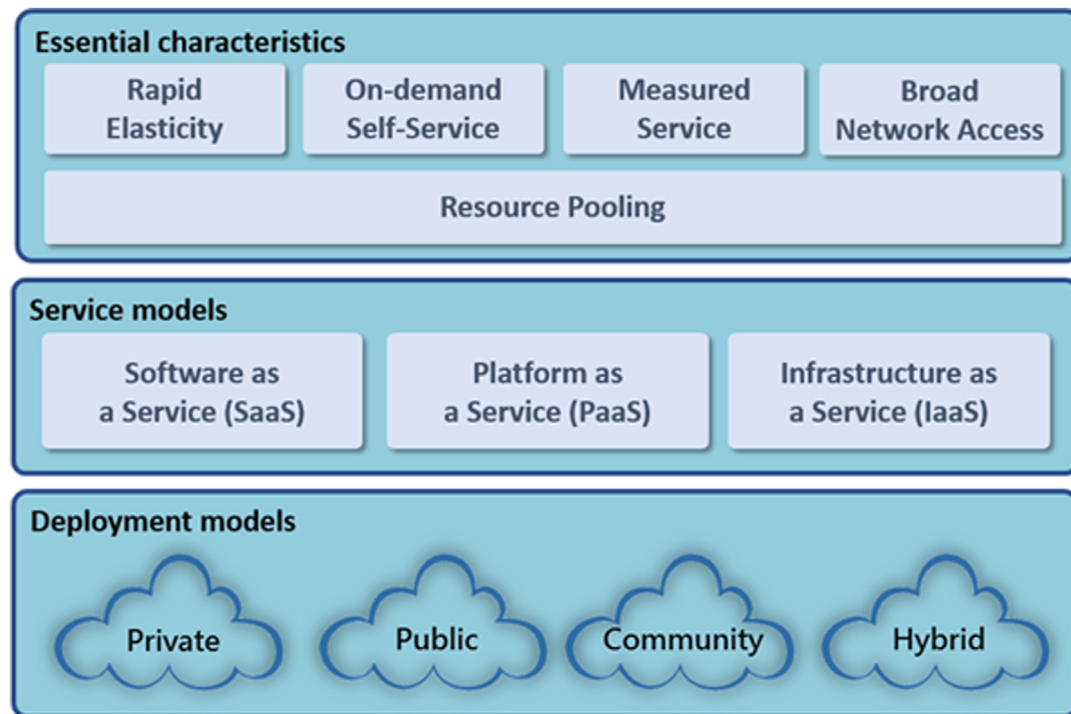 Essential characteristics
Rapid
Elasticity
On-demand
Self-Service
Measured
Service
Broad
Network Access
Resource Pooling
Service models
Software as
a Service (SaaS)
Platform as
a Service (PaaS)
Infrastructure as
a Service (IaaS)
Deployment models
Private
Public
Community
Hybrid